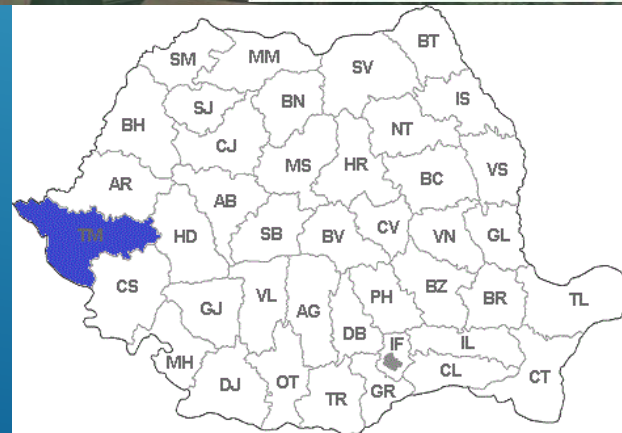 BT
MM
SM
SV
SJ
BN
IS
BH
NT
CJ
MS
HR
VS
BC
AR
AB
TM
HD
SB
BV
CV
VN
GL
CS
GJ
VL
AG
PH
BZ
BR
TL
DB
IF
IL
MH
CL
CT
DJ
OT
TR
GR